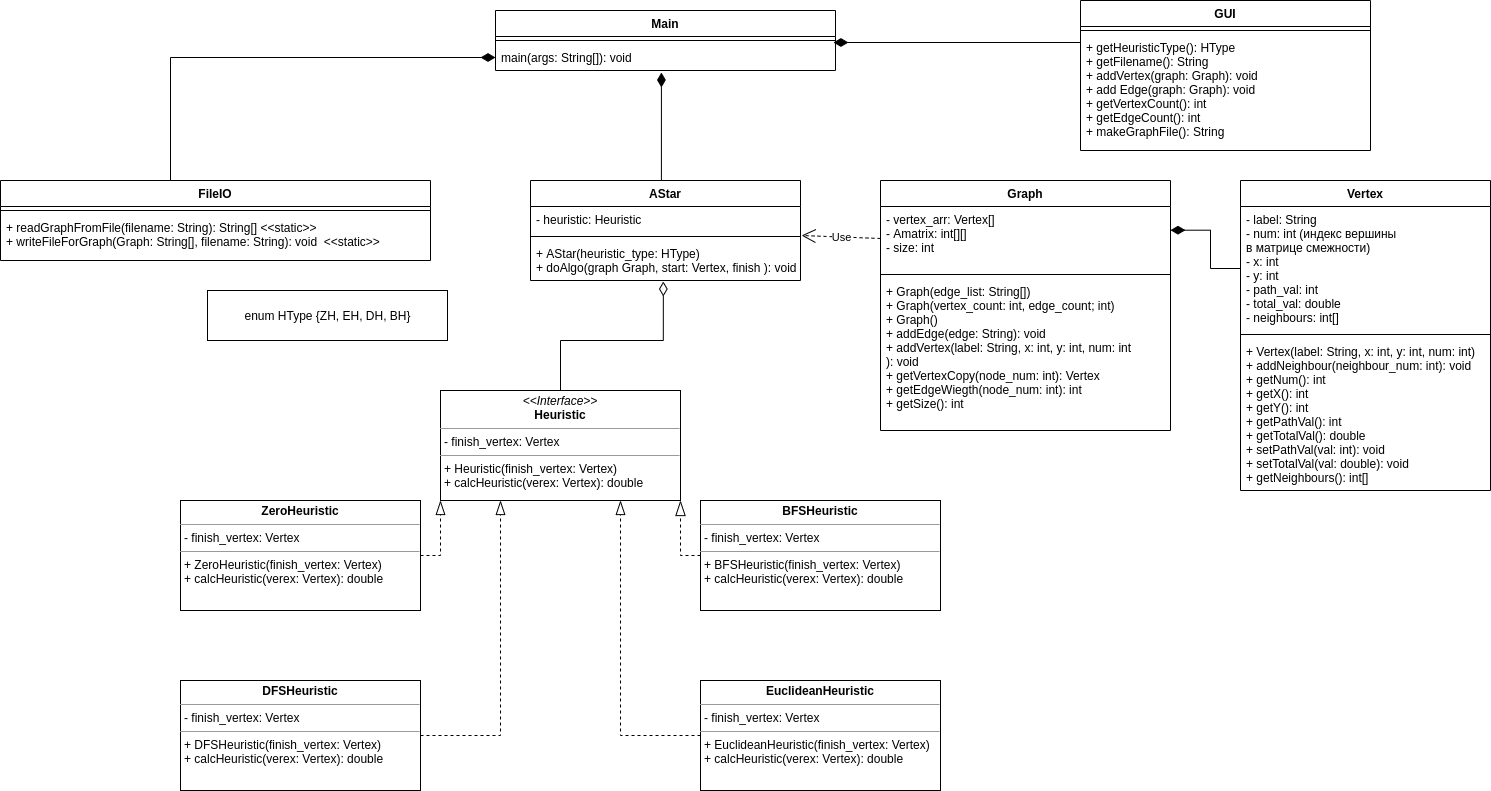 Main
main(args: String[]): void
GUI
+ getHeuristicType(): HType
+ getFilename(): String
+ addVertex(graph: Graph): void
+ add Edge(graph: Graph): void
+ getVertexCount(): int
+ getEdgeCount(): int
+ makeGraphFile(): String
FileIO
+ readGraphFromFile(filename: String): String[] <<static>>
+ writeFileForGraph(Graph: String[], filename: String): void  <<static>>
AStar
- heuristic: Heuristic
+ AStar(heuristic_type: HType)
+ doAlgo(graph Graph, start: Vertex, finish ): void
Use
Graph
- vertex_arr: Vertex[]
- Amatrix: int[][]
- size: int
+ Graph(edge_list: String[])
+ Graph(vertex_count: int, edge_count; int)
+ Graph()
+ addEdge(edge: String): void
+ addVertex(label: String, x: int, y: int, num: int
): void
+ getVertexCopy(node_num: int): Vertex
+ getEdgeWiegth(node_num: int): int
+ getSize(): int
Vertex
- label: String
- num: int (индекс вершины
в матрице смежности)
- x: int
- y: int
- path_val: int
- total_val: double
- neighbours: int[]
+ Vertex(label: String, x: int, y: int, num: int)
+ addNeighbour(neighbour_num: int): void
+ getNum(): int
+ getX(): int
+ getY(): int
+ getPathVal(): int
+ getTotalVal(): double
+ setPathVal(val: int): void
+ setTotalVal(val: double): void
+ getNeighbours(): int[]
enum HType {ZH, EH, DH, BH}
<<Interface>>
Heuristic
- finish_vertex: Vertex
+ Heuristic(finish_vertex: Vertex)
+ calcHeuristic(verex: Vertex): double
ZeroHeuristic
- finish_vertex: Vertex
+ ZeroHeuristic(finish_vertex: Vertex)
+ calcHeuristic(verex: Vertex): double
BFSHeuristic
- finish_vertex: Vertex
+ BFSHeuristic(finish_vertex: Vertex)
+ calcHeuristic(verex: Vertex): double
DFSHeuristic
- finish_vertex: Vertex
+ DFSHeuristic(finish_vertex: Vertex)
+ calcHeuristic(verex: Vertex): double
EuclideanHeuristic
- finish_vertex: Vertex
+ EuclideanHeuristic(finish_vertex: Vertex)
+ calcHeuristic(verex: Vertex): double